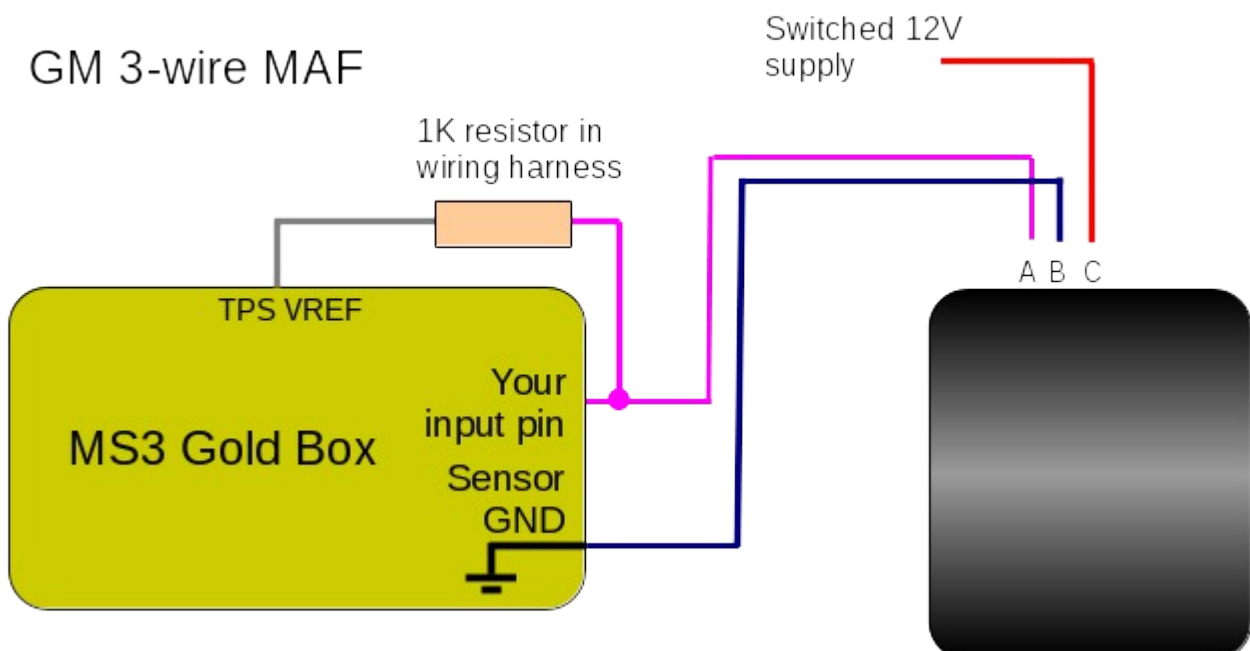 GM 3-wire MAF
Switched 12V
supply
1K resistor in
wiring harness
A B C
TPS VREF
Your
input pin
MS3 Gold Box
Sensor
GND